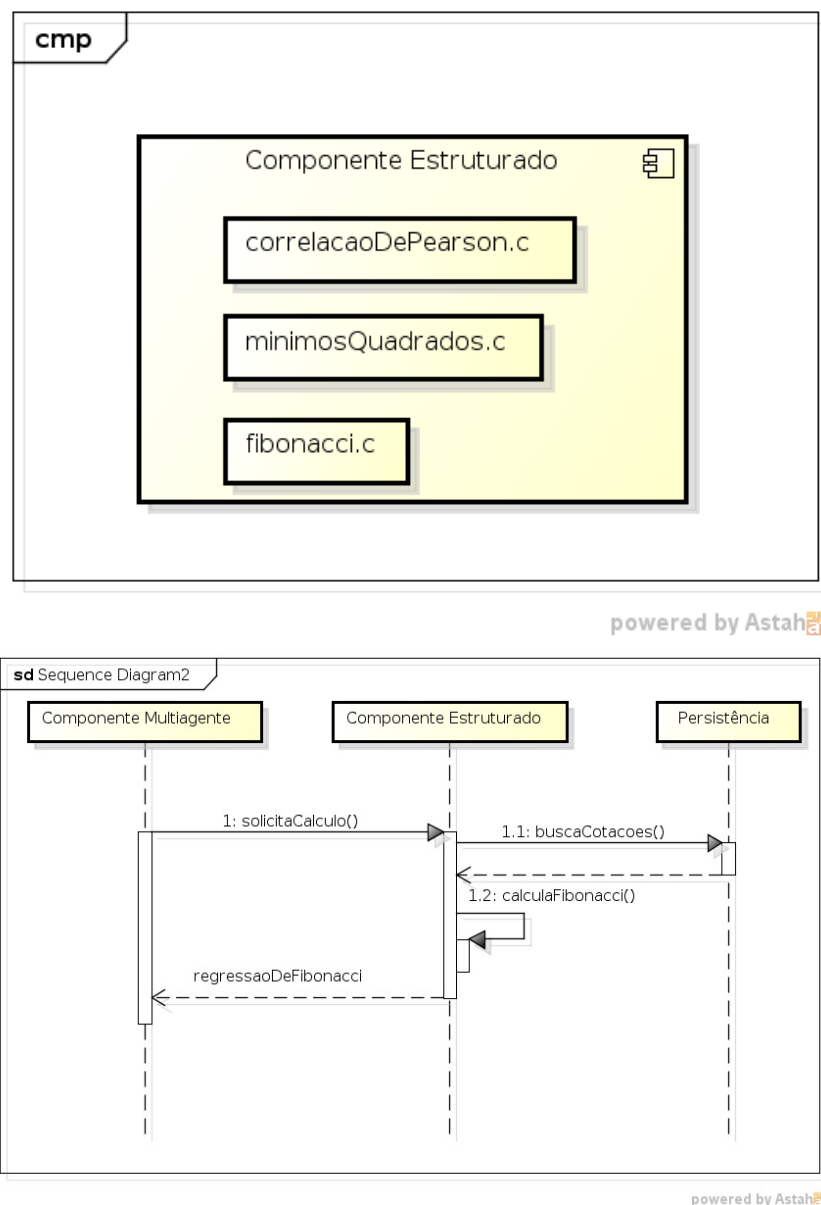 cmp
Componente Estruturado
correlacaoDePearson.c
minimosQuadrados.c
fibonacci.c
powered by Astah
sd Sequence Diagram2
Componente Multiagente
Componente Estruturado
Persistência
1: solicitaCalculo()
1.1: buscaCotacoes()
1.2: calculaFibonacci()
regressaoDeFibonacci
powered by Astah